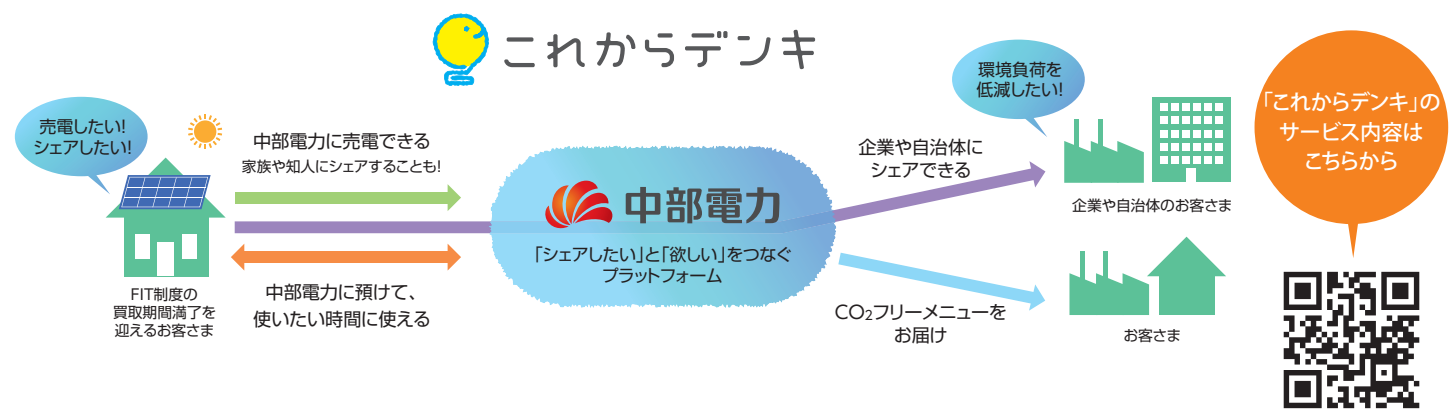 これからデンキ
売電したい!
シェアしたい!
中部電力に売電できる
家族や知人にシェアすることも!
中部電力に預けて、
使いたい時間に使える
FIT制度の
買取期間満了を
迎えるお客さま
中部電力
「シェアしたい」と「欲しい」をつなぐ
プラットフォーム
企業や自治体に
シェアできる
CO₂フリーメニューを
お届け
環境負荷を
低減したい!
企業や自治体のお客さま
お客さま
「これからデンキ」の
サービス内容は
こちらから